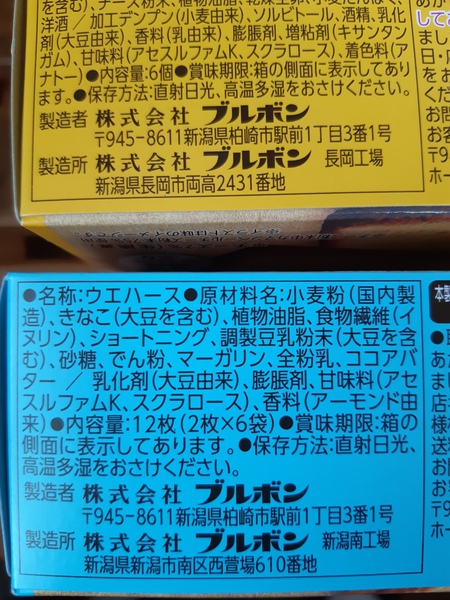 を含む)、チーズ粉末、植物油脂、乾燥全卵、
洋酒／加工デンプン(小麦由来)、ソルビトール、酒精、乳化
剤(大豆由来)、香料(乳由来)、膨脹剤、増粘剤(キサンタン
ガム)、甘味料(アセスルファムK、スクラロース)、着色料(ア
ナトー)●内容量:6個●賞味期限:箱の側面に表示してあり
ます。●保存方法:直射日光、高温多湿をおさけください。
製造者 株式会社 ブルボン
〒945-8611新潟県柏崎市駅前1丁目3番1号
製造所 株式会社 ブルボン 長岡工場
新潟県長岡市両高2431番地
●名称:ウエハース●原材料名:小麦粉(国内製
造)、きなこ(大豆を含む)、植物油脂、食物繊維(イ
ヌリン)、ショートニング、調製豆乳粉末(大豆を含
む)、砂糖、でん粉、マーガリン、全粉乳、ココアバ
ター ／ 乳化剤(大豆由来)、膨脹剤、甘味料(アセ
スルファムK、スクラロース)、香料(アーモンド由
来)●内容量:12枚(2枚×6袋)●賞味期限:箱の
側面に表示してあります。●保存方法:直射日光、
高温多湿をおさけください。
製造者 株式会社 ブルボン
〒945-8611新潟県柏崎市駅前1丁目3番1号
製造所 株式会社 ブルボン 新潟南工場
新潟県新潟市南区西萱場610番地